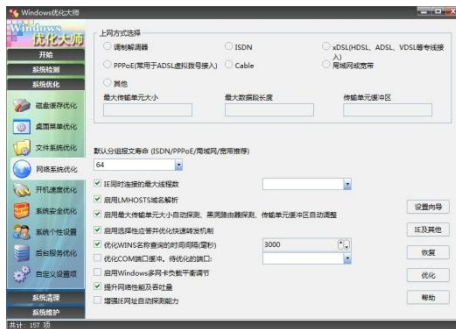 Windows优化大师
Windows
优化大师
开始
系统检测
系统优化
磁盘缓存优化
桌面菜单优化
文件系统优化
网络系统优化
开机速度优化
系统安全优化
系统个性设置
后台服务优化
自定义设置项
系统清理
系统维护
上网方式选择
调制解调器
ISDN
xDSL(HDSL、ADSL、VDSL等专线接入)
PPPoE(常用于ADSL虚拟拨号接入)
Cable
局域网或宽带
其他
最大传输单元大小
最大数据段长度
传输单元缓冲区
默认分组报文寿命 (ISDN/PPPoE/局域网/宽带推荐)
64
IE同时连接的最大线程数
启用LMHOSTS域名解析
启用最大传输单元大小自动探测、黑洞路由器探测、传输单元缓冲区自动调整
启用选择性应答并优化快速转发机制
优化WINS名称查询的时间间隔(毫秒)
3000
优化COM端口缓冲。待优化的端口:
启用Windows多网卡负载平衡调节
提升网络性能及吞吐量
增强IE网址自动探测能力
设置向导
IE及其他
恢复
优化
帮助
共计: 157 项